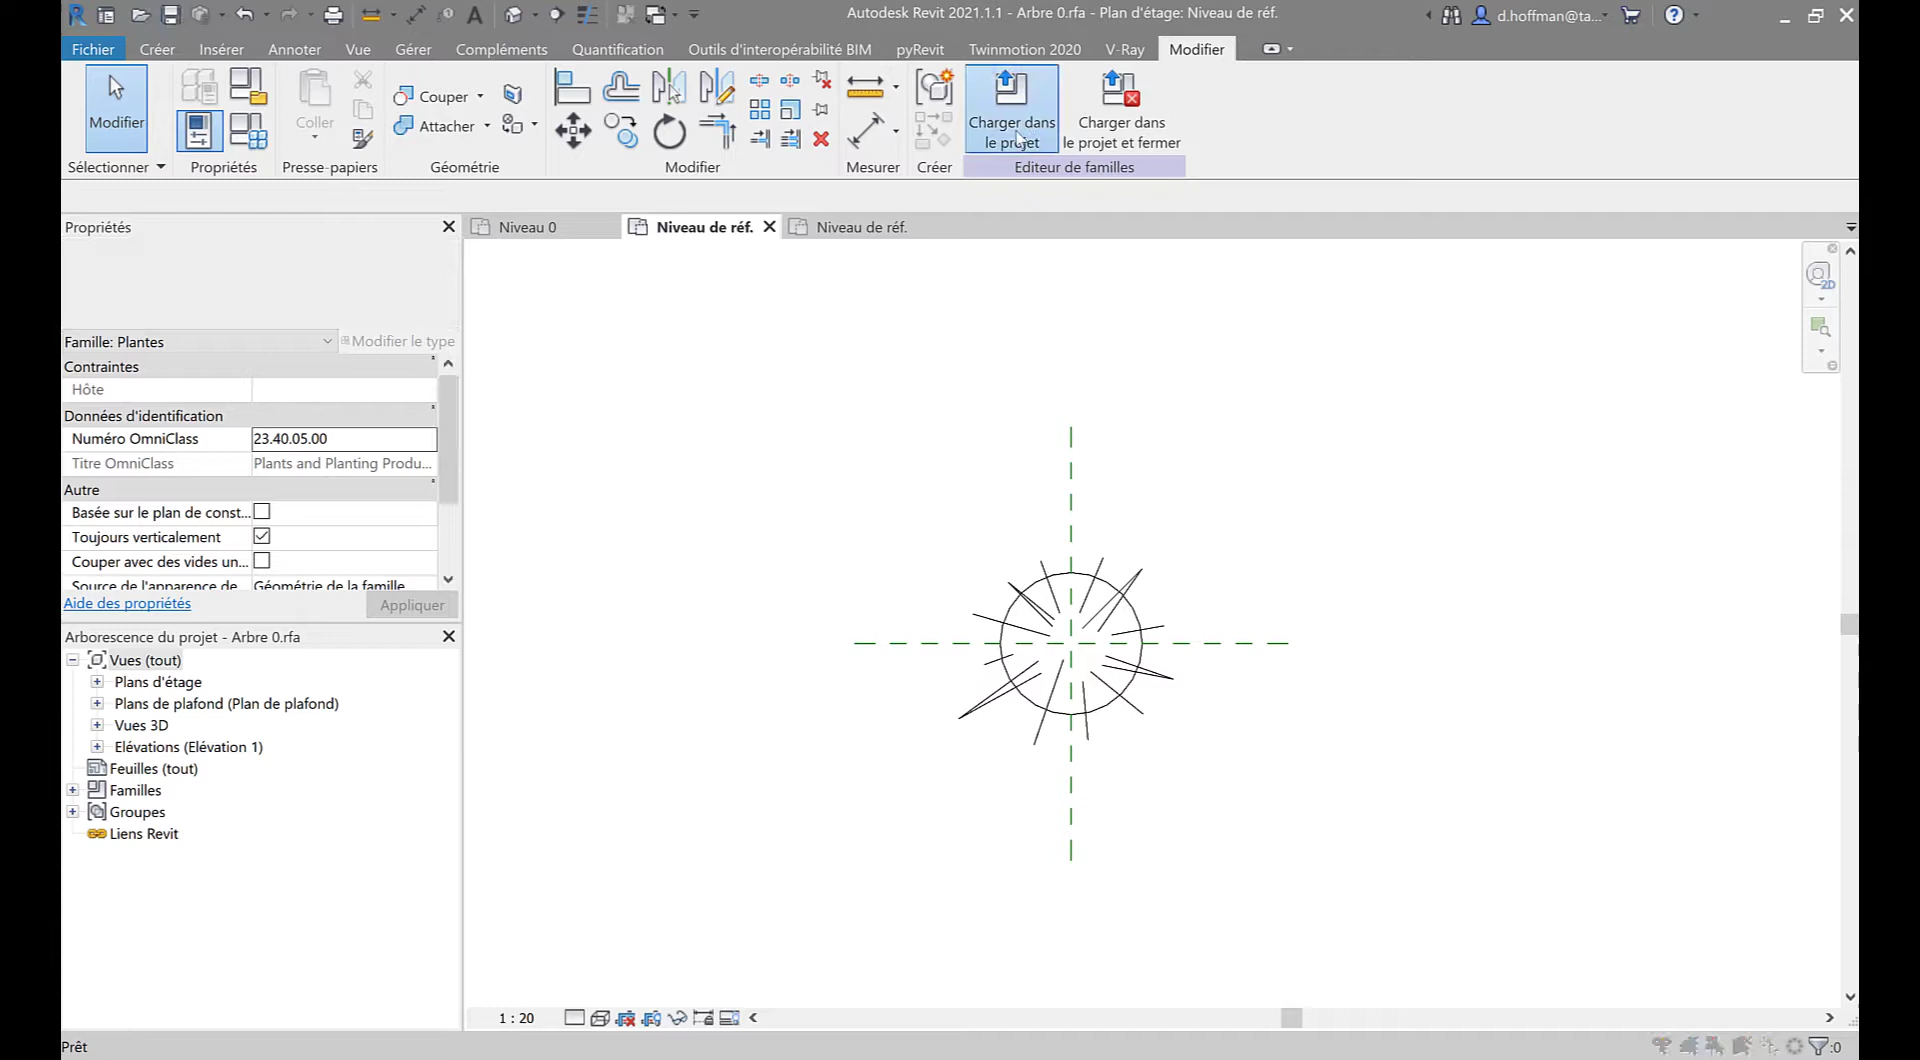 Autodesk Revit 2021.1.1 - Arbre 0.rfa - Plan d'étage: Niveau de réf.
d.hoffman@ta...
Fichier Créer Insérer Annoter Vue Gérer Compléments Quantification Outils d'interopérabilité BIM pyRevit Twinmotion 2020 V-Ray Modifier
Modifier
Coller
Couper
Attacher
Charger dans
le projet
Charger dans
le projet et fermer
Sélectionner Propriétés Presse-papiers Géométrie Modifier Mesurer Créer Editeur de familles
Propriétés
Niveau 0 Niveau de réf. Niveau de réf.
2D
Famille: Plantes Modifier le type
Contraintes
Hôte
Données d'identification
Numéro OmniClass 23.40.05.00
Titre OmniClass Plants and Planting Produ...
Autre
Basée sur le plan de const...
Toujours verticalement
Couper avec des vides un...
Source de l'apparence de Géométrie de la famille
Aide des propriétés Appliquer
Arborescence du projet - Arbre 0.rfa
Vues (tout)
Plans d'étage
Plans de plafond (Plan de plafond)
Vues 3D
Elévations (Elévation 1)
Feuilles (tout)
Familles
Groupes
Liens Revit
1 : 20
Prêt
:0